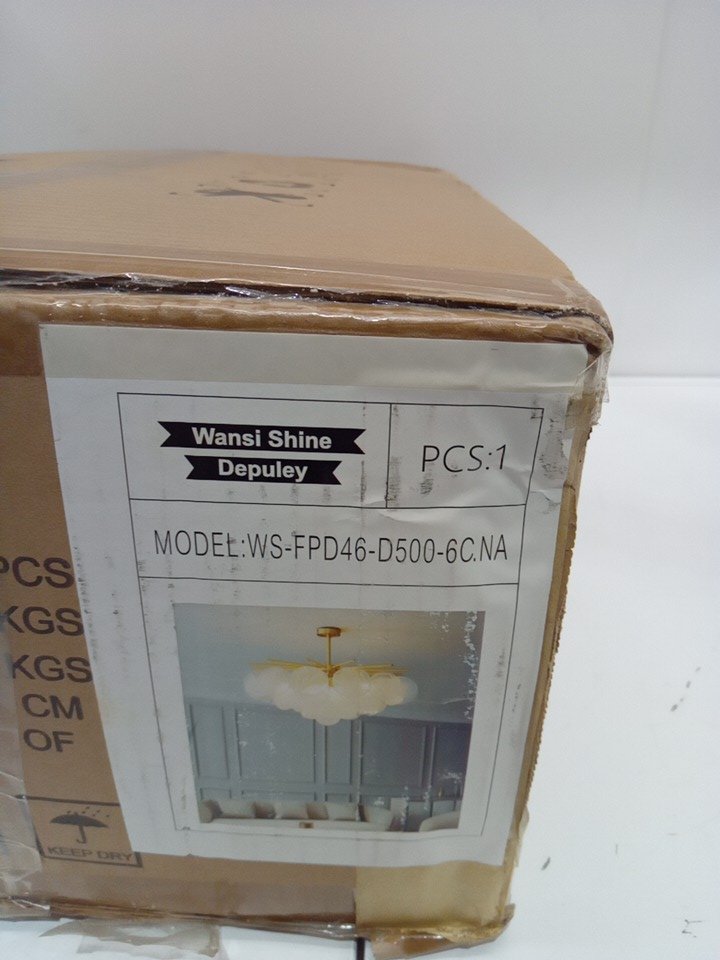 Wansi Shine
Depuley
PCS:1
MODEL:WS-FPD46-D500-6C.NA
PCS
KGS
KGS
CM
OF
KEEP DRY